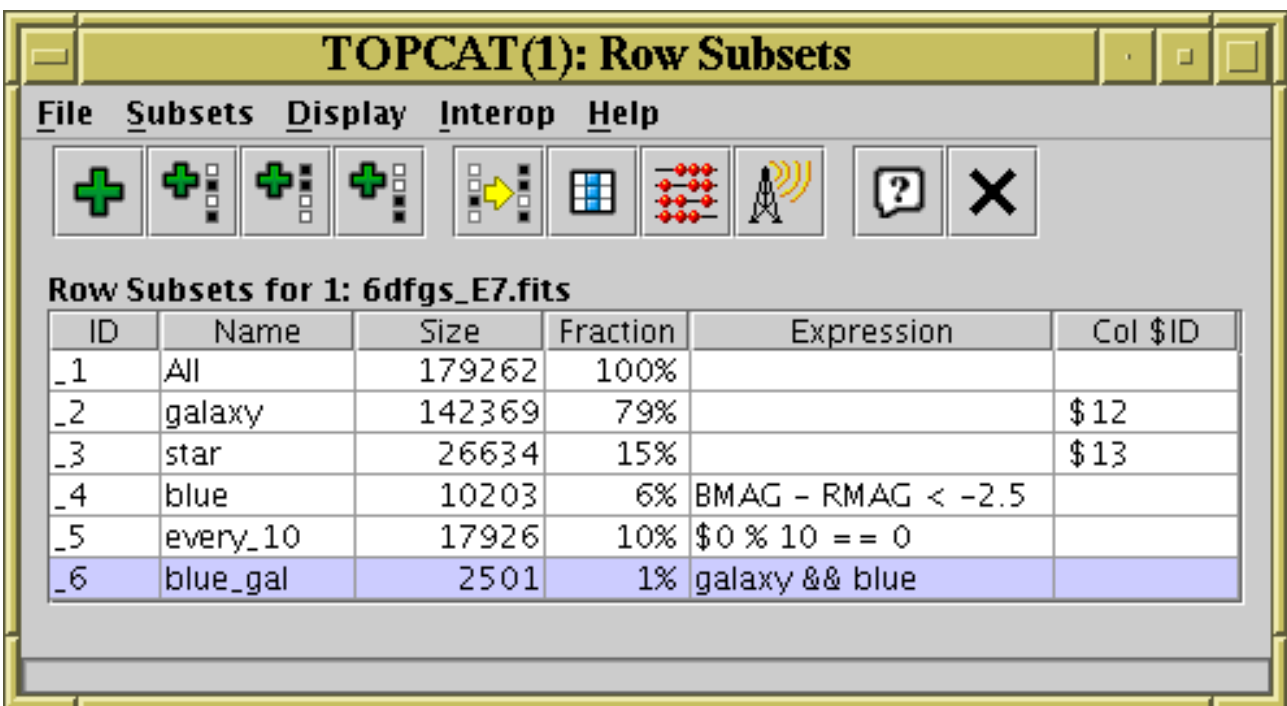 TOPCAT(1): Row Subsets
File Subsets Display Interop Help
?
Row Subsets for 1: 6dfgs_E7.fits
ID Name Size Fraction Expression Col $ID
_1 All 179262 100%
_2 galaxy 142369 79% $12
_3 star 26634 15% $13
_4 blue 10203 6% BMAG - RMAG < -2.5
_5 every_10 17926 10% $0 % 10 == 0
_6 blue_gal 2501 1% galaxy && blue